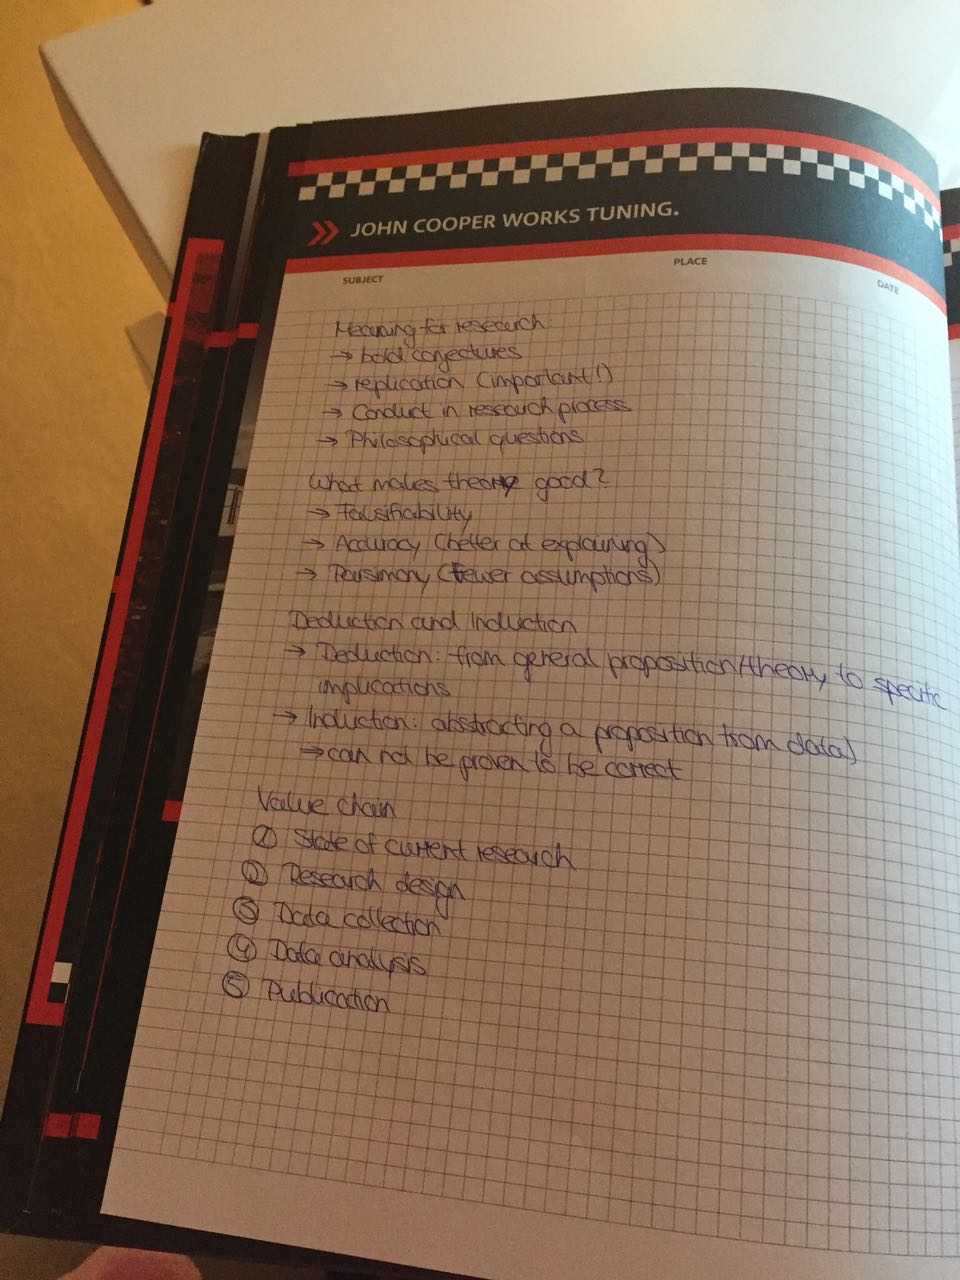 JOHN COOPER WORKS TUNING.
SUBJECT PLACE DATE
Meaning for research:
→ bold conjectures
→ replication (important!)
→ Conduct in research process
→ Philosophical questions
What makes theory good?
→ Falsifiability
→ Accuracy (better at explaining)
→ Parsimony (fewer assumptions)
Deduction and Induction
→ Deduction: from general proposition/theory to specific
implications
→ Induction: abstracting a proposition from data)
→ can not be proven to be correct
Value chain
① State of current research
② Research design
③ Data collection
④ Data analysis
⑤ Publication